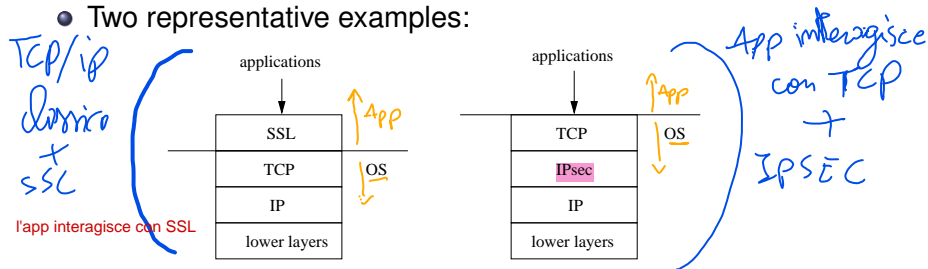 Two representative examples:
TCP/ip
classico
+
SSL
l'app interagisce con SSL
applications
SSL
TCP
IP
lower layers
App
OS
applications
TCP
IPsec
IP
lower layers
App
OS
App interagisce
con TCP
+
IPSEC